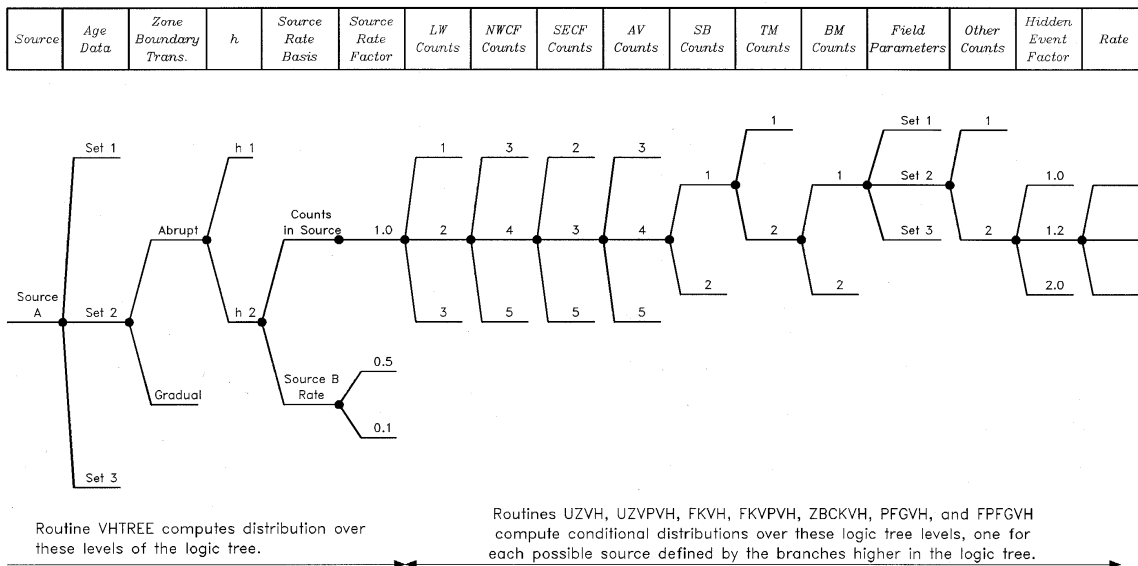 Source
Age
Data
Zone
Boundary
Trans.
h
Source
Rate
Basis
Source
Rate
Factor
LW
Counts
NWCF
Counts
SECF
Counts
AV
Counts
SB
Counts
TM
Counts
BM
Counts
Field
Parameters
Other
Counts
Hidden
Event
Factor
Rate
Source
A
Set 1
Set 2
Set 3
Abrupt
Gradual
h 1
h 2
Counts
in Source
Source B
Rate
1.0
0.5
0.1
1
2
3
3
4
5
2
3
5
3
4
5
1
2
1
2
1
2
Set 1
Set 2
Set 3
1
2
1.0
1.2
2.0
Routine VHTREE computes distribution over
these levels of the logic tree.
Routines UZVH, UZVPVH, FKVH, FKVPVH, ZBCKVH, PFGVH, and FPFGVH
compute conditional distributions over these logic tree levels, one for
each possible source defined by the branches higher in the logic tree.